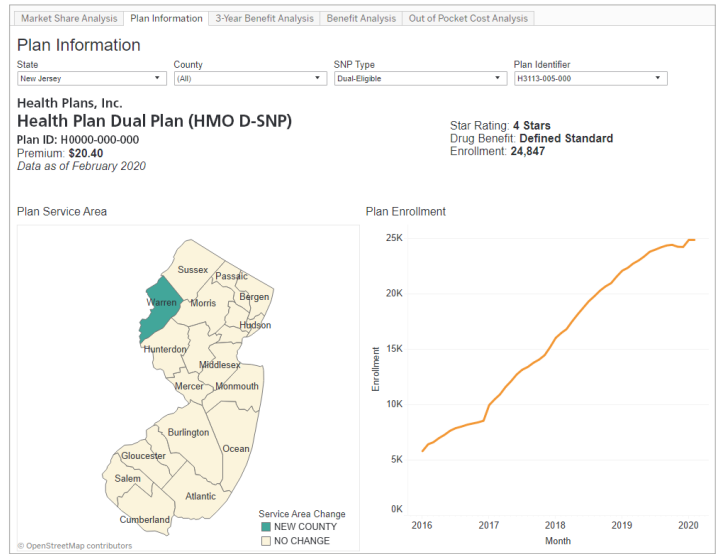 Market Share Analysis Plan Information 3-Year Benefit Analysis Benefit Analysis Out of Pocket Cost Analysis
Plan Information
State County SNP Type Plan Identifier
New Jersey (All) Dual-Eligible H3113-005-000
Health Plans, Inc.
Health Plan Dual Plan (HMO D-SNP)
Plan ID: H0000-000-000
Premium: $20.40
Data as of February 2020
Star Rating: 4 Stars
Drug Benefit: Defined Standard
Enrollment: 24,847
Plan Service Area
Sussex
Passaic
Warren
Morris
Bergen
Hudson
Hunterdon
Middlesex
Mercer
Monmouth
Burlington
Ocean
Gloucester
Salem
Atlantic
Cumberland
Service Area Change
NEW COUNTY
NO CHANGE
© OpenStreetMap contributors
Plan Enrollment
25K
20K
15K
10K
5K
0K
Enrollment
2016 2017 2018 2019 2020
Month